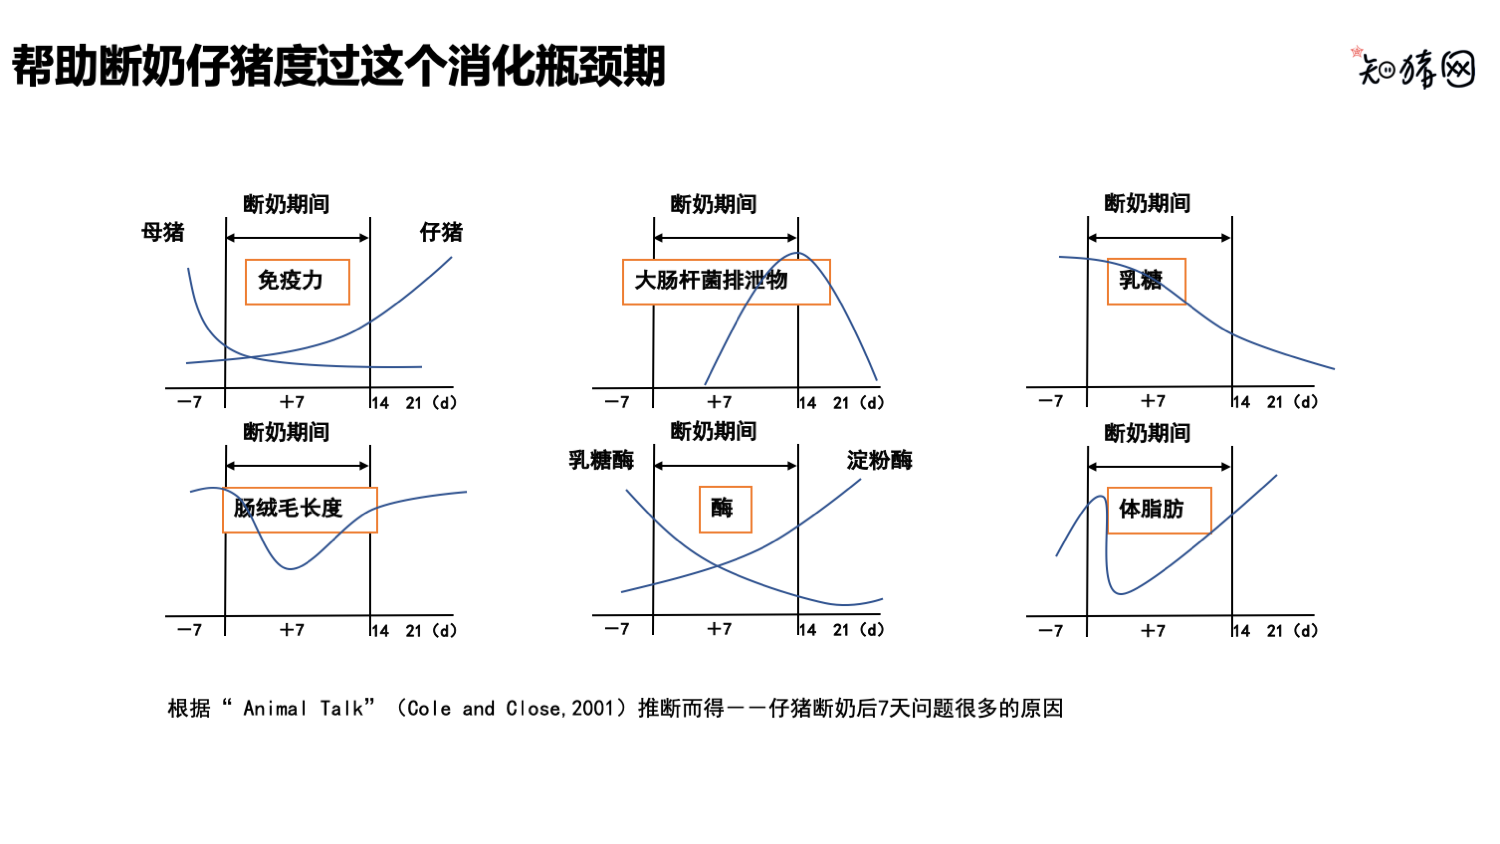 帮助断奶仔猪度过这个消化瓶颈期
知猪网
断奶期间
母猪
仔猪
免疫力
－7
＋7
14
21（d）
断奶期间
大肠杆菌排泄物
－7
＋7
14
21（d）
断奶期间
乳糖
－7
＋7
14
21（d）
断奶期间
肠绒毛长度
－7
＋7
14
21（d）
断奶期间
乳糖酶
淀粉酶
酶
－7
＋7
14
21（d）
断奶期间
体脂肪
－7
＋7
14
21（d）
根据“ Animal Talk”（Cole and Close,2001）推断而得－－仔猪断奶后7天问题很多的原因